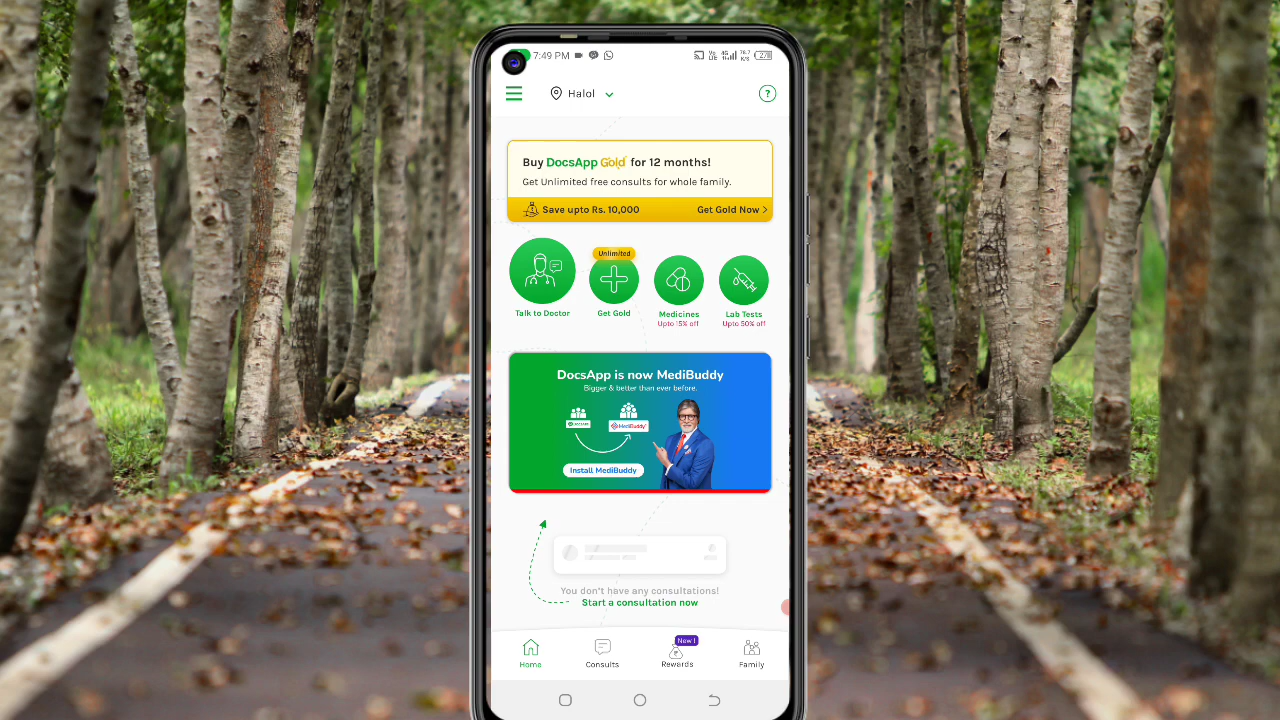 7:49 PM
Halol
?
Buy DocsApp Gold for 12 months!
Get Unlimited free consults for whole family.
Save upto Rs. 10,000
Get Gold Now >
Unlimited
Talk to Doctor
Get Gold
Medicines
Upto 15% off
Lab Tests
Upto 50% off
DocsApp is now MediBuddy
Bigger & better than ever before.
MediBuddy
Install MediBuddy
You don't have any consultations!
Start a consultation now
New !
Home
Consults
Rewards
Family